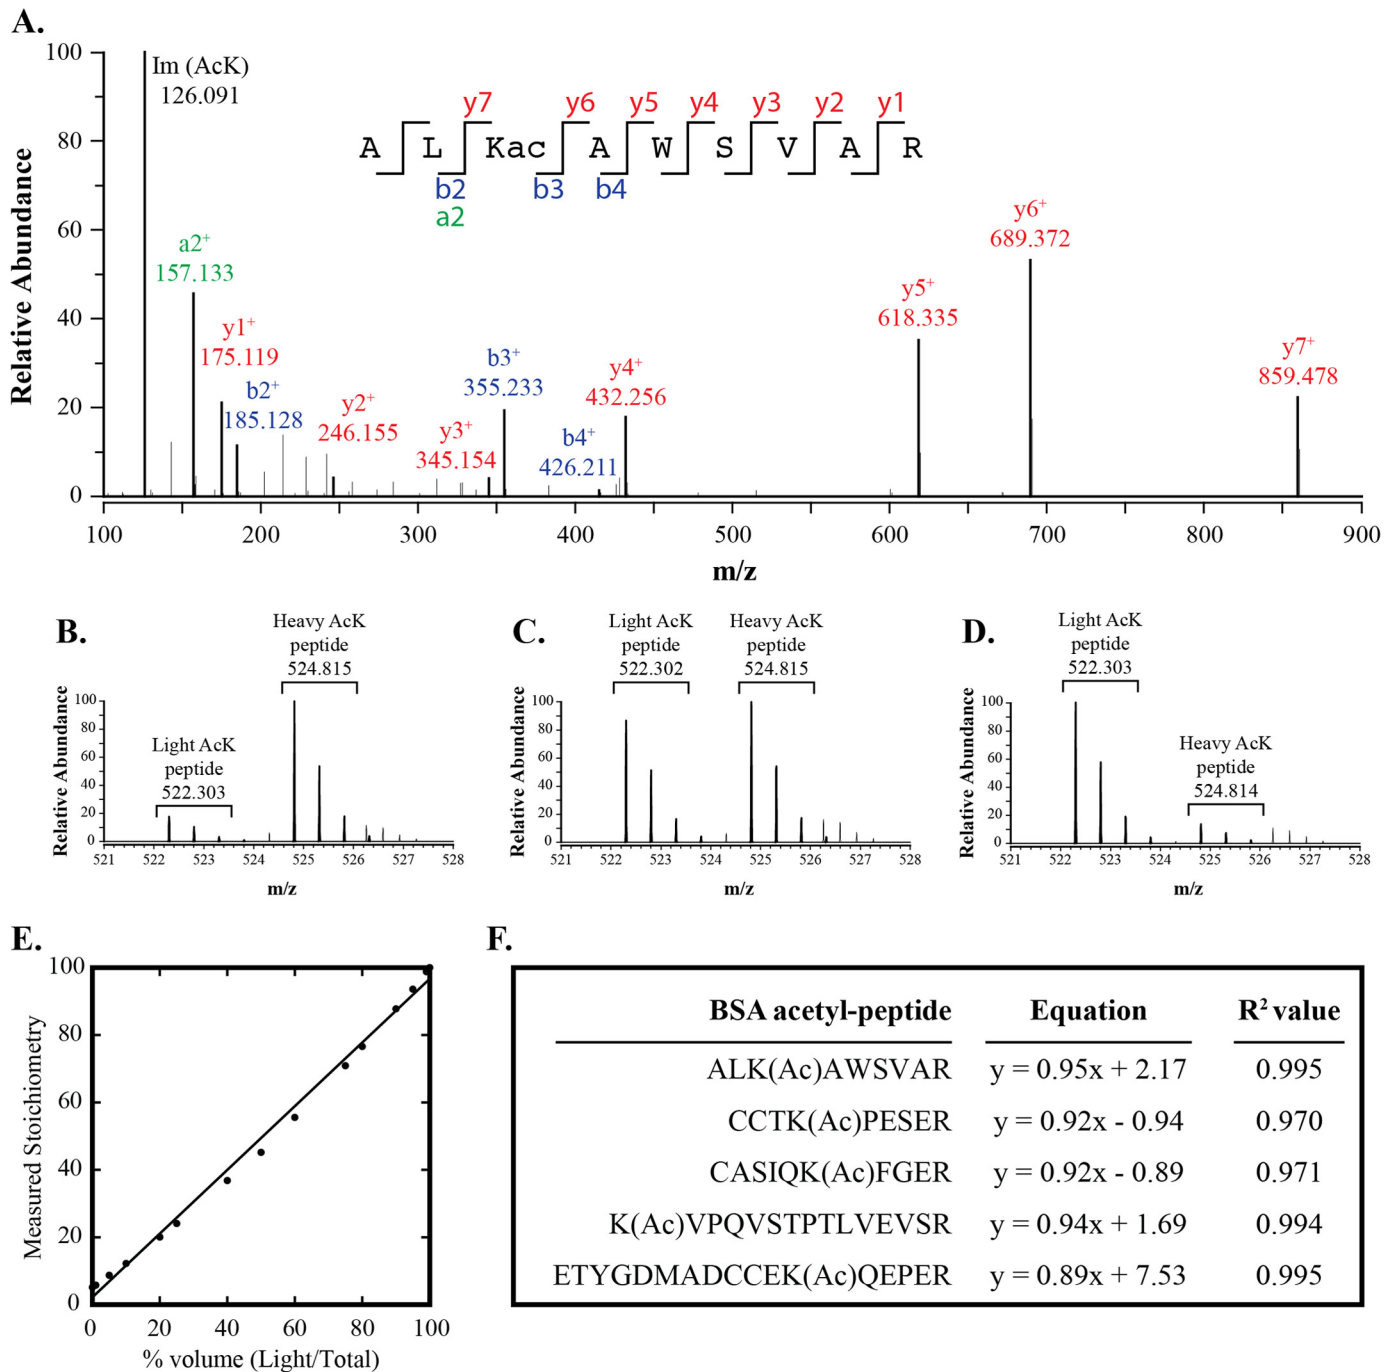 A.
Relative Abundance
100
80
60
40
20
0
Im (AcK)
126.091
y7 y6 y5 y4 y3 y2 y1
A L Kac A W S V A R
b2 b3 b4
a2
a2⁺
157.133
y1⁺
175.119
b2⁺
185.128
y2⁺
246.155
y3⁺
345.154
b3⁺
355.233
b4⁺
426.211
y4⁺
432.256
y5⁺
618.335
y6⁺
689.372
y7⁺
859.478
100 200 300 400 500 600 700 800 900
m/z
B.
Heavy AcK
peptide
524.815
Light AcK
peptide
522.303
Relative Abundance
100
80
60
40
20
0
521 522 523 524 525 526 527 528
m/z
C.
Light AcK
peptide
522.302
Heavy AcK
peptide
524.815
Relative Abundance
100
80
60
40
20
0
521 522 523 524 525 526 527 528
m/z
D.
Light AcK
peptide
522.303
Heavy AcK
peptide
524.814
Relative Abundance
100
80
60
40
20
0
521 522 523 524 525 526 527 528
m/z
E.
Measured Stoichiometry
100
80
60
40
20
0
0 20 40 60 80 100
% volume (Light/Total)
F.
BSA acetyl-peptide Equation R² value
ALK(Ac)AWSVAR y = 0.95x + 2.17 0.995
CCTK(Ac)PESER y = 0.92x - 0.94 0.970
CASIQK(Ac)FGER y = 0.92x - 0.89 0.971
K(Ac)VPQVSTPTLVEVSR y = 0.94x + 1.69 0.994
ETYGDMADCCEK(Ac)QEPER y = 0.89x + 7.53 0.995